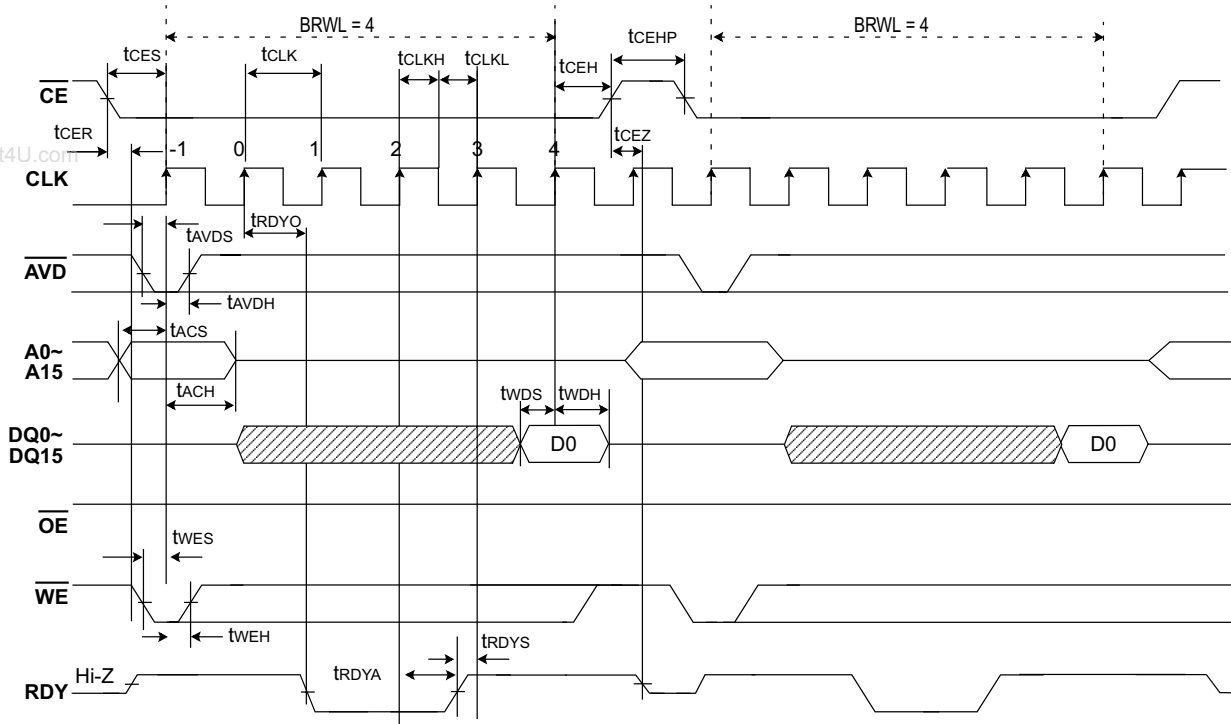 BRWL = 4
BRWL = 4
tCES
tCLK
tCLKH
tCLKL
tCEH
tCEHP
CE
tCER
tCEZ
t4U.com
-1
0
1
2
3
4
CLK
tRDYO
tAVDS
AVD
tAVDH
tACS
A0~
A15
tACH
tWDS
tWDH
DQ0~
DQ15
D0
D0
OE
tWES
WE
tWEH
tRDYS
Hi-Z
tRDYA
RDY